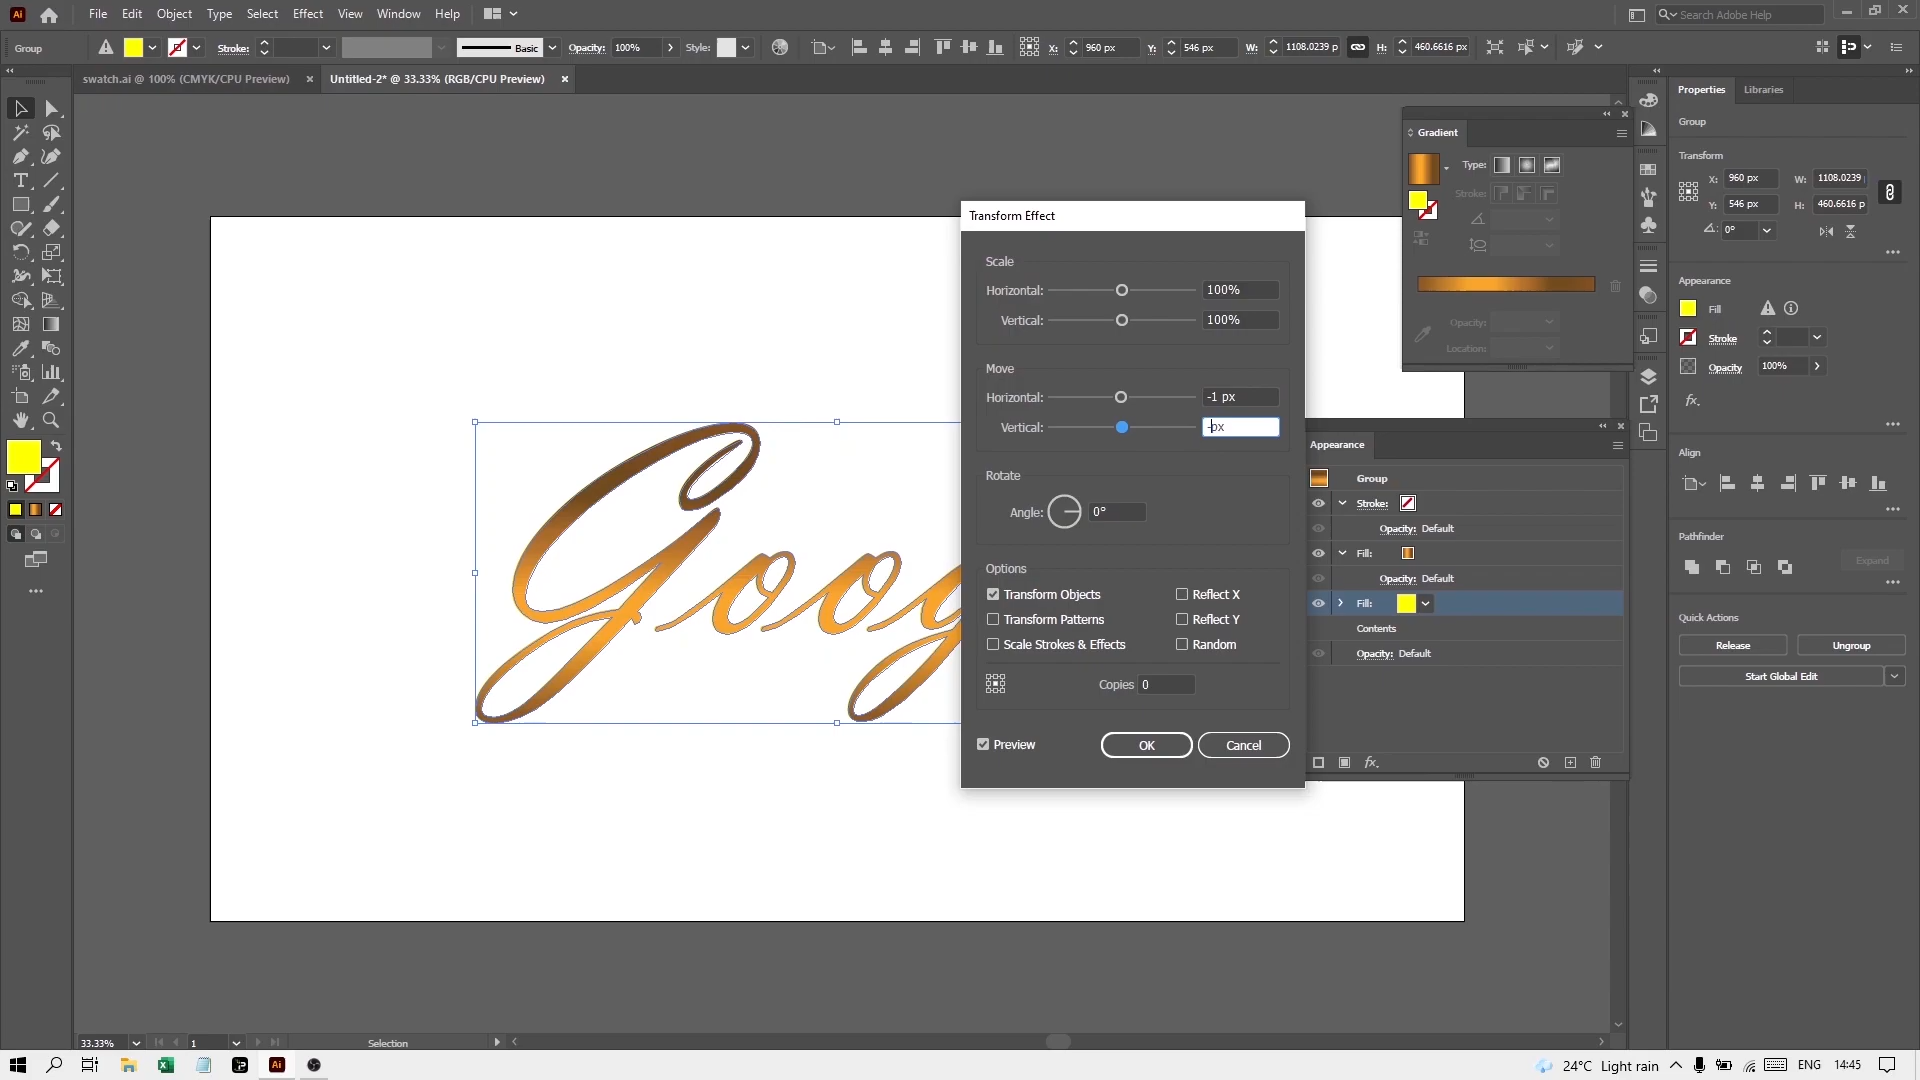 Ai File Edit Object Type Select Effect View Window Help Search Adobe Help
Group Stroke: Basic Opacity: 100% Style: X: 960 px Y: 546 px W: 1108.0239 p H: 460.6616 px
swatch.ai @ 100% (CMYK/CPU Preview) Untitled-2* @ 33.33% (RGB/CPU Preview)
Properties Libraries
Group
Transform
X: 960 px W: 1108.0239
Y: 546 px H: 460.6616 p
0°
Appearance
Fill
Stroke
Opacity 100%
fx.
Align
Pathfinder
Expand
Quick Actions
Release Ungroup
Start Global Edit
Gradient
Type:
Stroke:
Opacity:
Location:
Transform Effect
Scale
Horizontal: 100%
Vertical: 100%
Move
Horizontal: -1 px
Vertical: -px
Rotate
Angle: 0°
Options
Transform Objects Reflect X
Transform Patterns Reflect Y
Scale Strokes & Effects Random
Copies 0
Preview OK Cancel
Appearance
Group
Stroke:
Opacity: Default
Fill:
Opacity: Default
Fill:
Contents
Opacity: Default
fx.
Goog
33.33% 1 Selection
Ai 24°C Light rain ENG 14:45